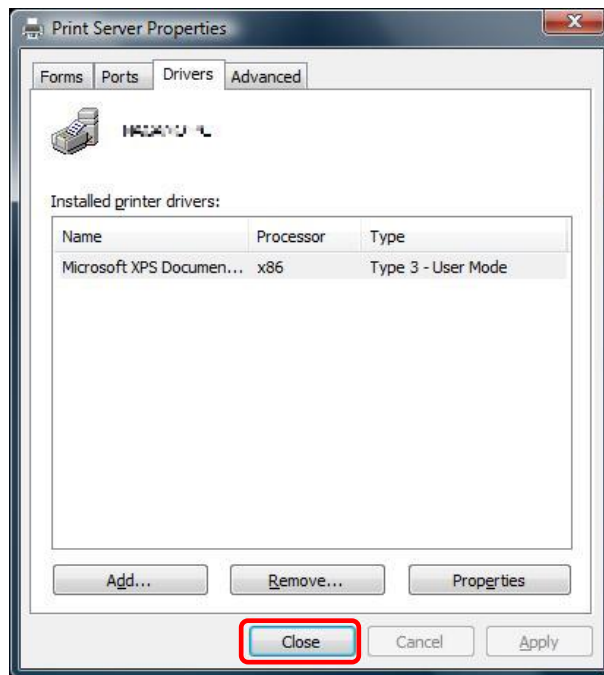 Print Server Properties
Forms Ports Drivers Advanced
Installed printer drivers:
Name Processor Type
Microsoft XPS Documen... x86 Type 3 - User Mode
Add... Remove... Properties
Close Cancel Apply